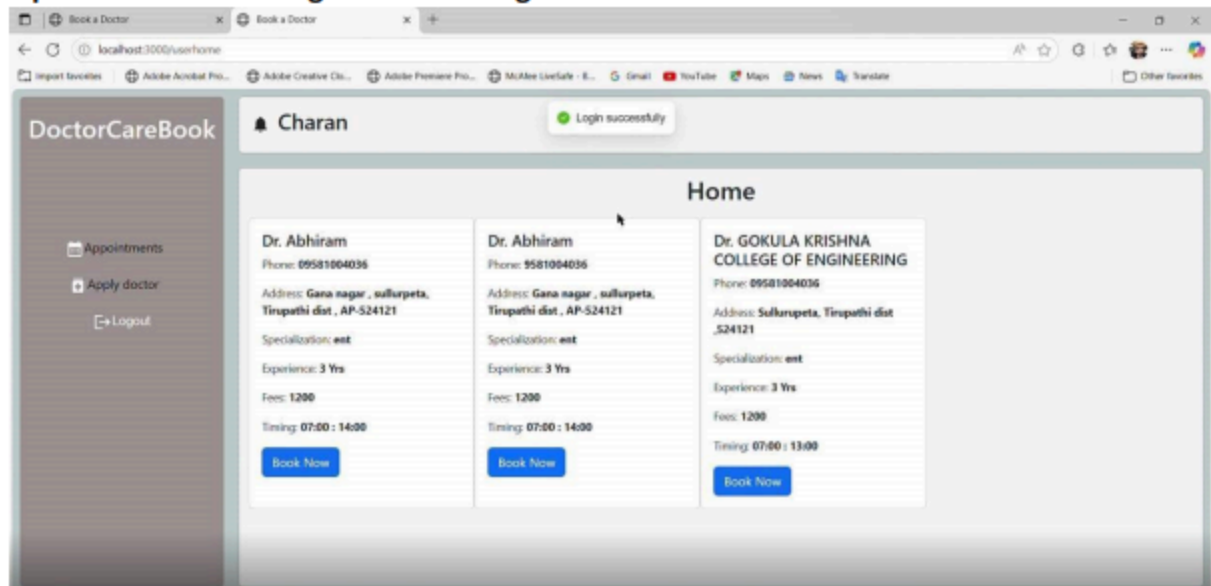 Book a Doctor
Book a Doctor
localhost:3000/userhome
Import favorites
Adobe Acrobat Pro...
Adobe Creative Clo...
Adobe Premiere Pro...
McAfee LiveSafe - B...
Gmail
YouTube
Maps
News
Translate
Other favorites
DoctorCareBook
Charan
Login successfully
Appointments
Apply doctor
Logout
Home
Dr. Abhiram
Phone: 09581004036
Address: Gana nagar , sullurpeta,
Tirupathi dist , AP-524121
Specialization: ent
Experience: 3 Yrs
Fees: 1200
Timing: 07:00 : 14:00
Book Now
Dr. Abhiram
Phone: 9581004036
Address: Gana nagar , sullurpeta,
Tirupathi dist , AP-524121
Specialization: ent
Experience: 3 Yrs
Fees: 1200
Timing: 07:00 : 14:00
Book Now
Dr. GOKULA KRISHNA
COLLEGE OF ENGINEERING
Phone: 09581004036
Address: Sullurupeta, Tirupathi dist
,524121
Specialization: ent
Experience: 3 Yrs
Fees: 1200
Timing: 07:00 : 13:00
Book Now